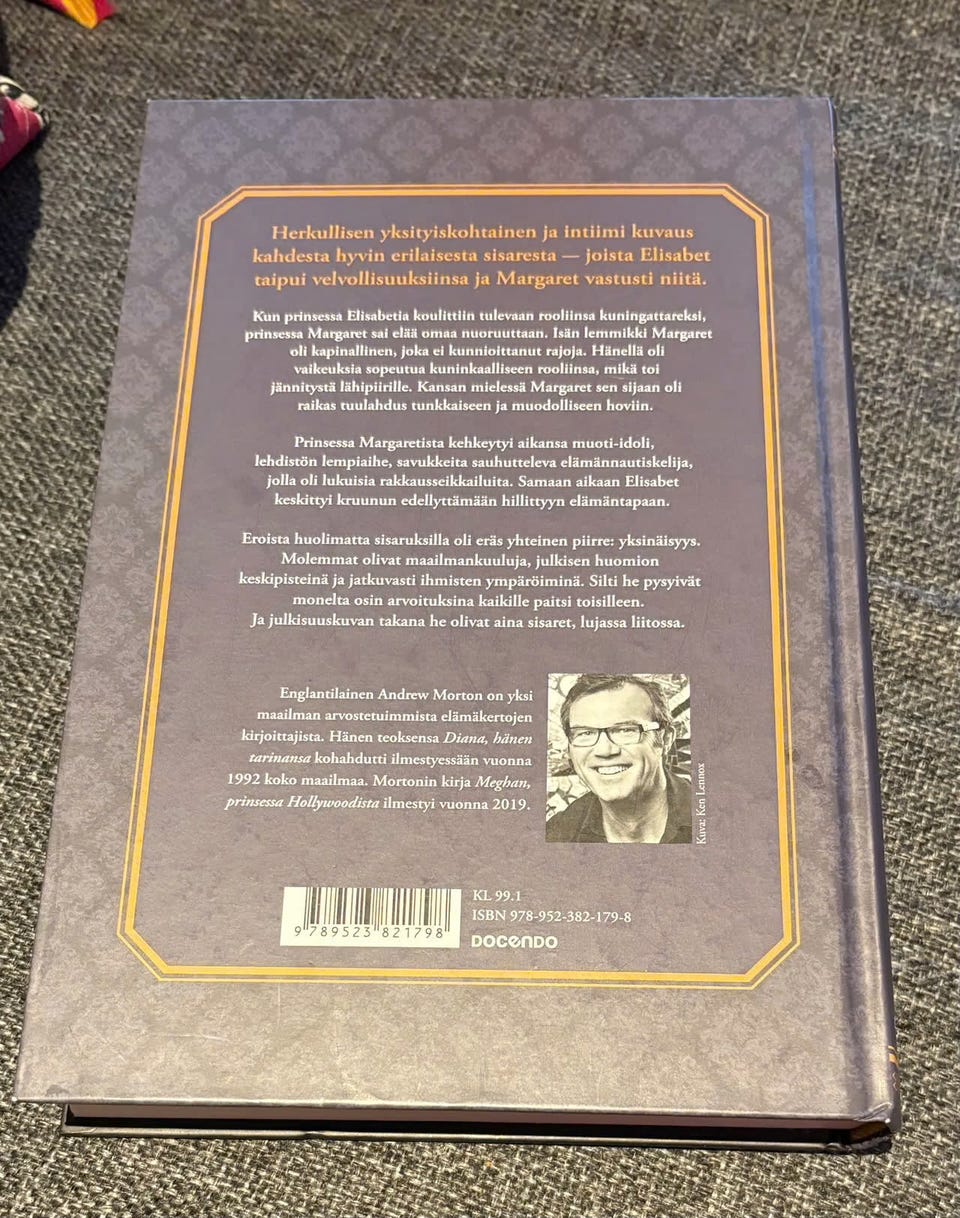 Herkullisen yksityiskohtainen ja intiimi kuvaus
kahdesta hyvin erilaisesta sisaresta — joista Elisabet
taipui velvollisuuksiinsa ja Margaret vastusti niitä.
Kun prinsessa Elisabetia koulittiin tulevaan rooliinsa kuningattareksi,
prinsessa Margaret sai elää omaa nuoruuttaan. Isän lemmikki Margaret
oli kapinallinen, joka ei kunnioittanut rajoja. Hänellä oli
vaikeuksia sopeutua kuninkaalliseen rooliinsa, mikä toi
jännitystä lähipiirille. Kansan mielessä Margaret sen sijaan oli
raikas tuulahdus tunkkaiseen ja muodolliseen hoviin.
Prinsessa Margaretista kehkeytyi aikansa muoti-idoli,
lehdistön lempiaihe, savukkeita sauhutteleva elämännautiskelija,
jolla oli lukuisia rakkausseikkailuita. Samaan aikaan Elisabet
keskittyi kruunun edellyttämään hillittyyn elämäntapaan.
Eroista huolimatta sisaruksilla oli eräs yhteinen piirre: yksinäisyys.
Molemmat olivat maailmankuuluja, julkisen huomion
keskipisteinä ja jatkuvasti ihmisten ympäröiminä. Silti he pysyivät
monelta osin arvoituksina kaikille paitsi toisilleen.
Ja julkisuuskuvan takana he olivat aina sisaret, lujassa liitossa.
Englantilainen Andrew Morton on yksi
maailman arvostetuimmista elämäkertojen
kirjoittajista. Hänen teoksensa Diana, hänen
tarinansa kohahdutti ilmestyessään vuonna
1992 koko maailmaa. Mortonin kirja Meghan,
prinsessa Hollywoodista ilmestyi vuonna 2019.
Kuva: Ken Lennox
KL 99.1
ISBN 978-952-382-179-8
9 789523 821798
DOCENDO